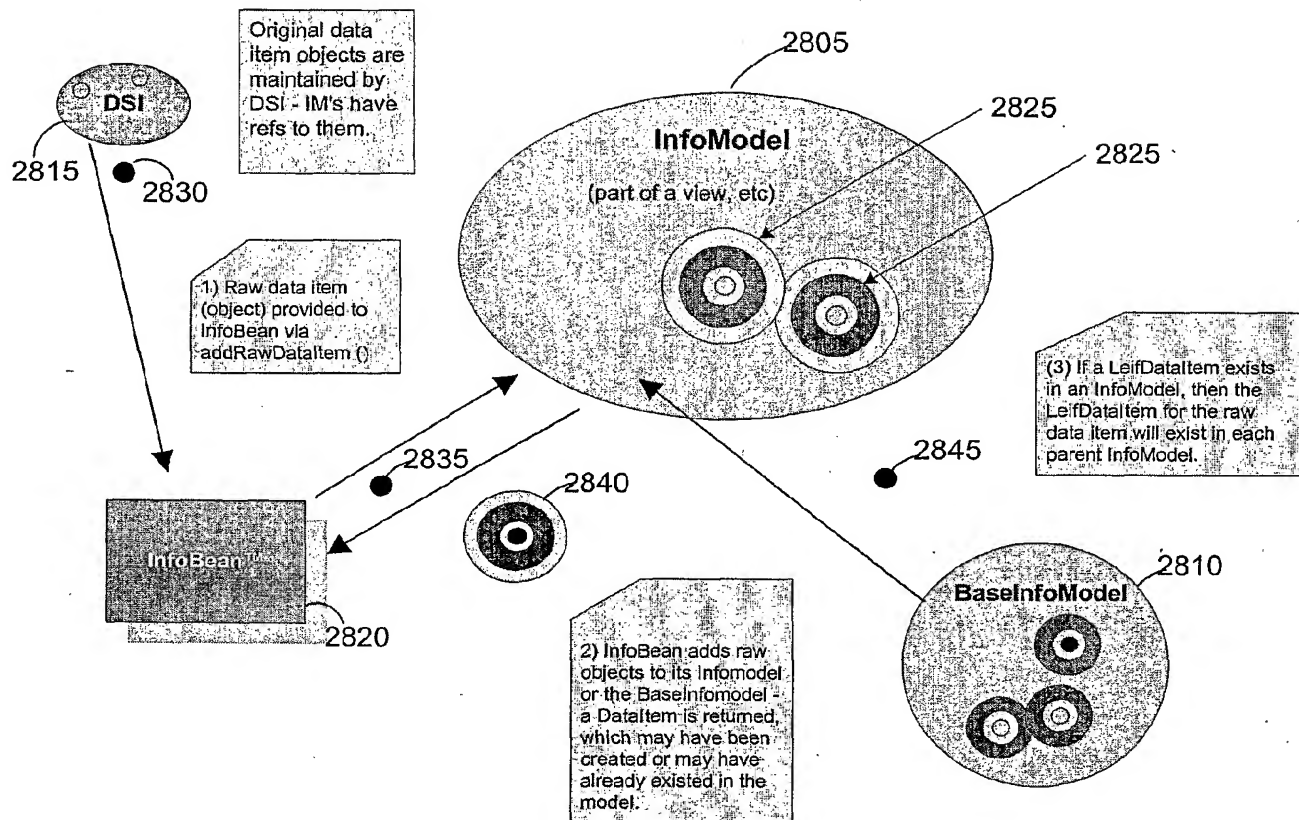 Original data
item objects are
maintained by
DSI - IM's have
refs to them.
DSI
2815
2830
2805
InfoModel
(part of a view, etc)
2825
2825
1) Raw data item
(object) provided to
InfoBean via
addRawDataItem ()
(3) If a LeifDataItem exists
in an InfoModel, then the
LeifDataItem for the raw
data item will exist in each
parent InfoModel.
2835
2840
2845
InfoBean™
2820
2810
BaseInfoModel
2) InfoBean adds raw
objects to its Infomodel
or the BaseInfomodel -
a DataItem is returned,
which may have been
created or may have
already existed in the
model.